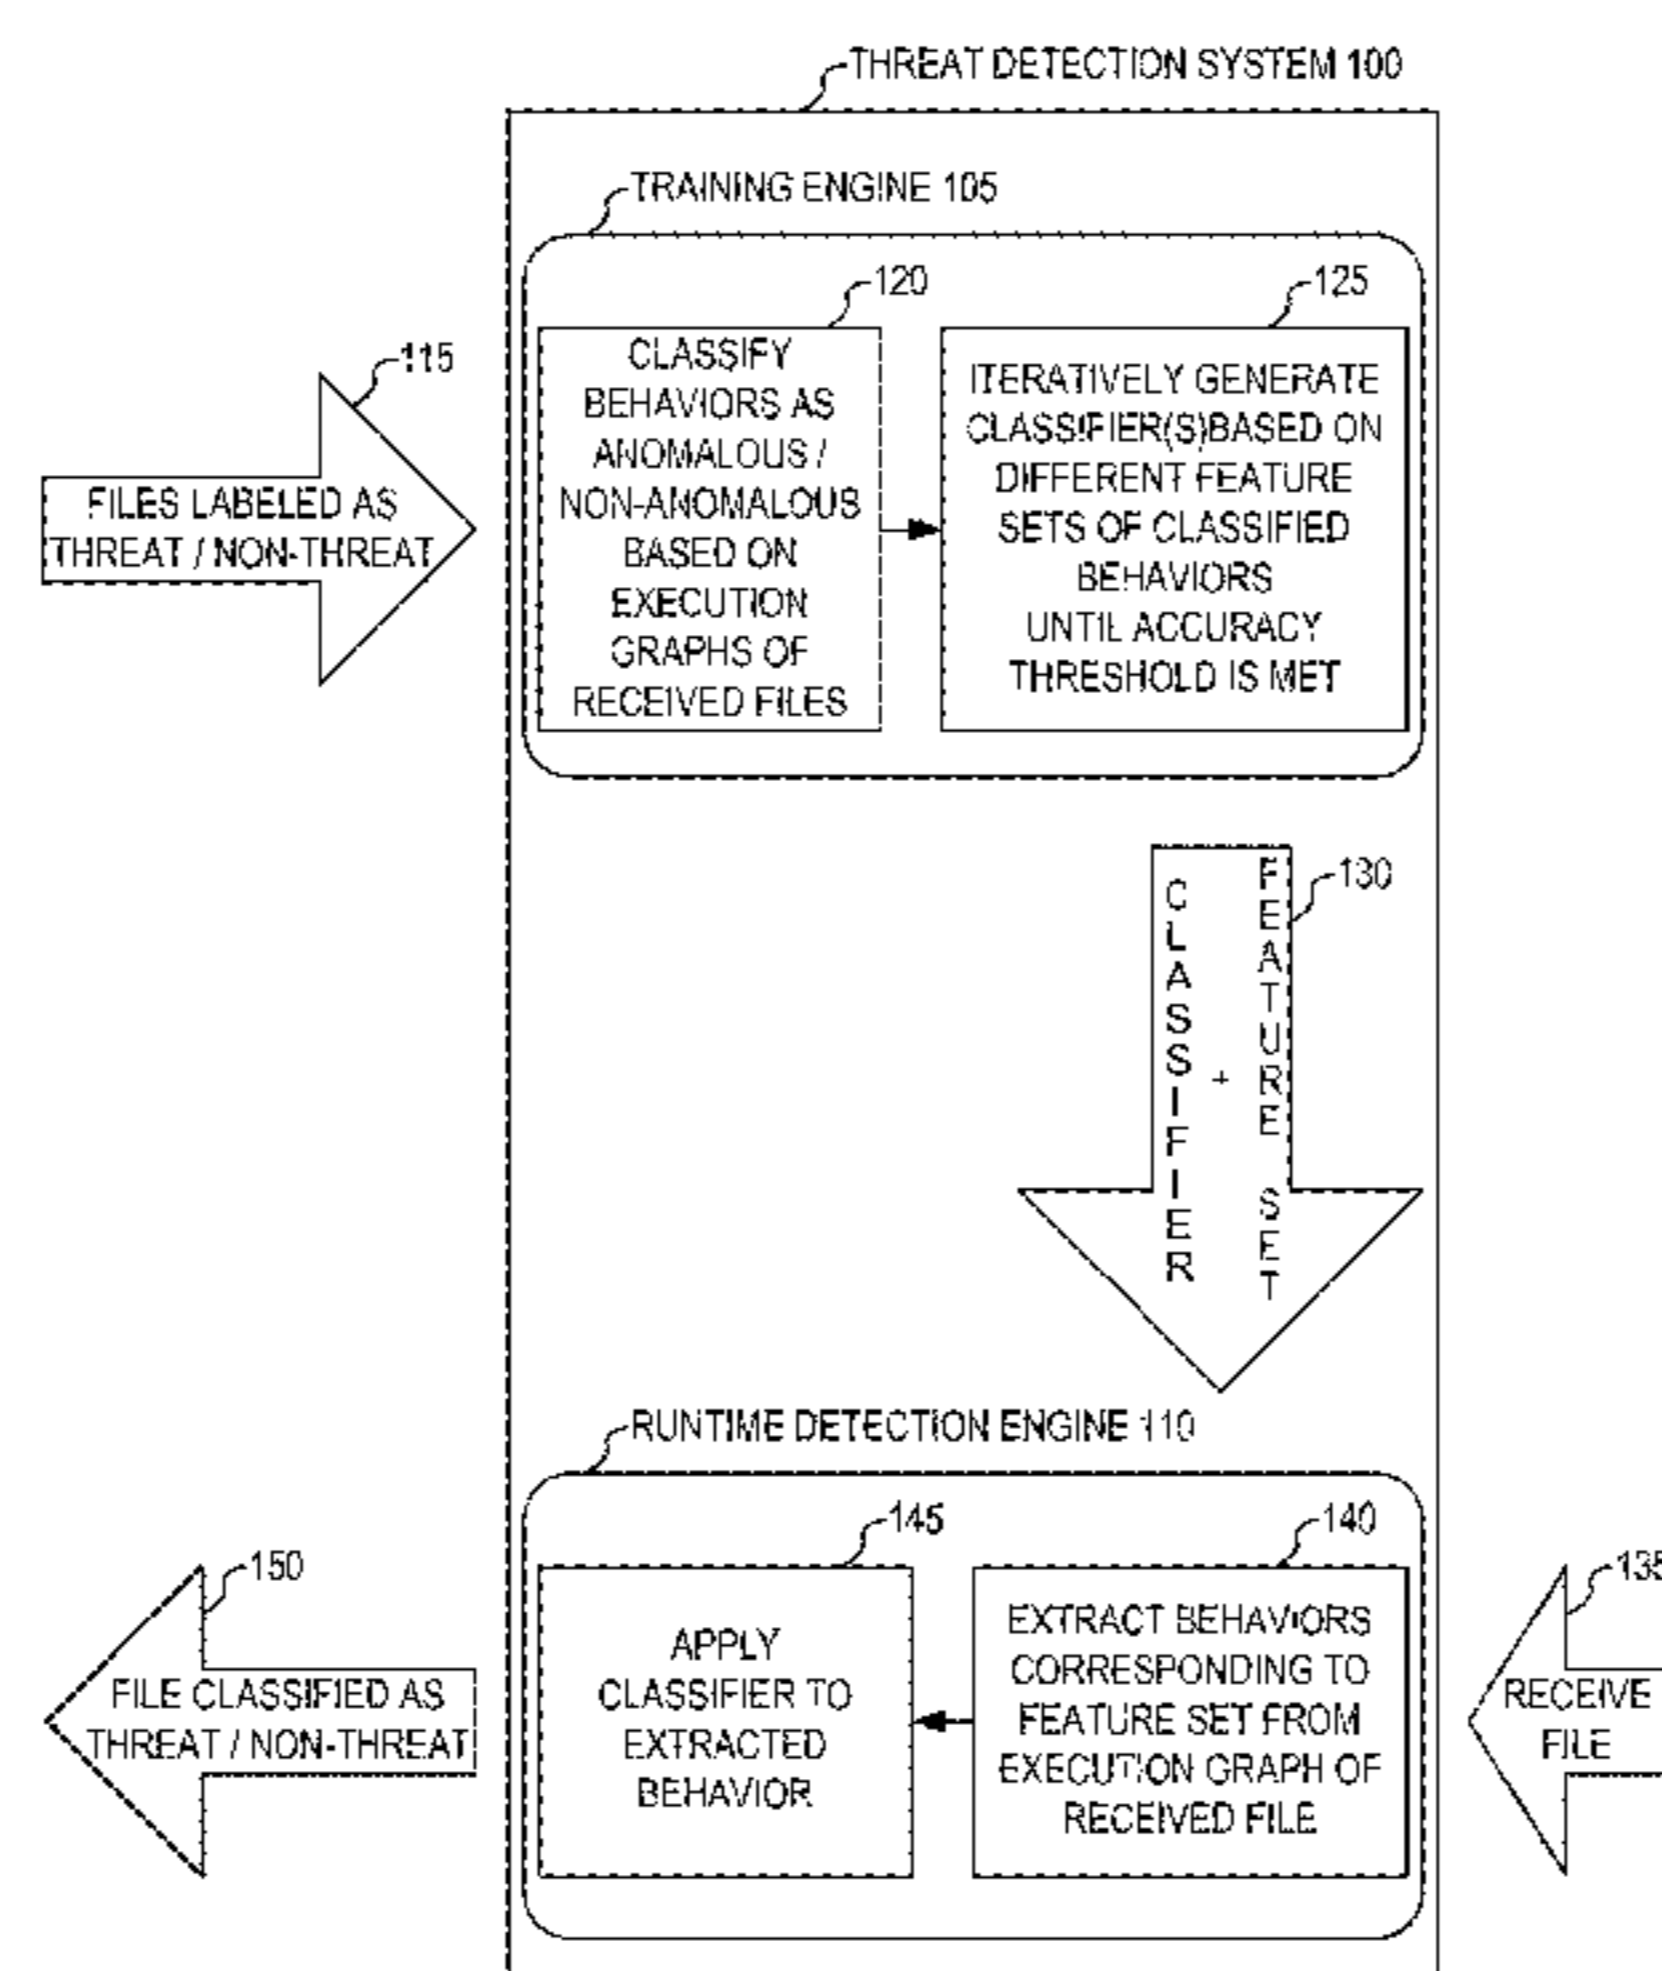 THREAT DETECTION SYSTEM 100
TRAINING ENGINE 105
120
125
115
CLASSIFY
BEHAVIORS AS
ANOMALOUS /
NON-ANOMALOUS
BASED ON
EXECUTION
GRAPHS OF
RECEIVED FILES
ITERATIVELY GENERATE
CLASSIFIER(S)BASED ON
DIFFERENT FEATURE
SETS OF CLASSIFIED
BEHAVIORS
UNTIL ACCURACY
THRESHOLD IS MET
FILES LABELED AS
THREAT / NON-THREAT
130
CLASSIFIER
+
FEATURE SET
RUNTIME DETECTION ENGINE 110
145
140
150
135
APPLY
CLASSIFIER TO
EXTRACTED
BEHAVIOR
EXTRACT BEHAVIORS
CORRESPONDING TO
FEATURE SET FROM
EXECUTION GRAPH OF
RECEIVED FILE
FILE CLASSIFIED AS
THREAT / NON-THREAT
RECEIVE
FILE